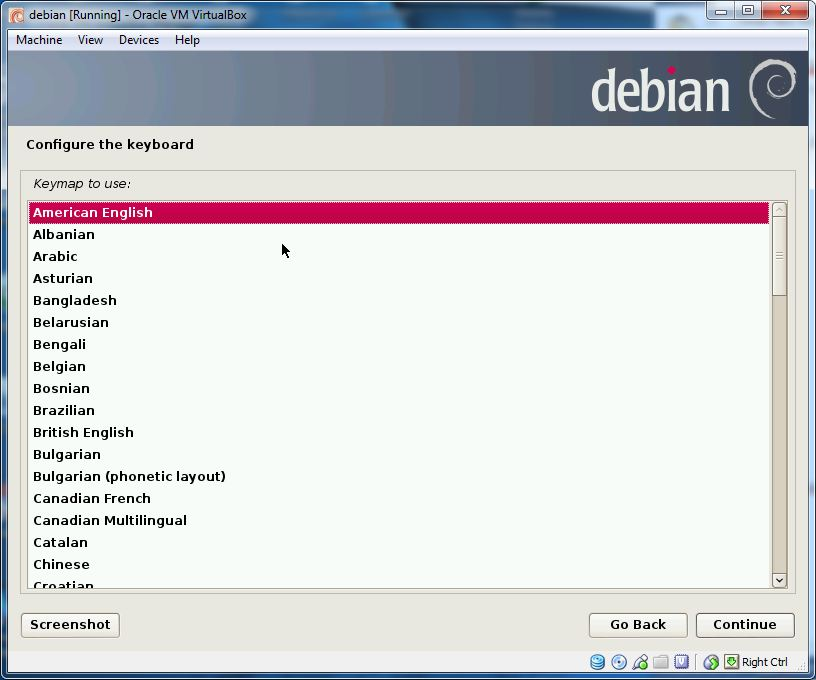 debian [Running] - Oracle VM VirtualBox
Machine View Devices Help
debian
Configure the keyboard
Keymap to use:
American English
Albanian
Arabic
Asturian
Bangladesh
Belarusian
Bengali
Belgian
Bosnian
Brazilian
British English
Bulgarian
Bulgarian (phonetic layout)
Canadian French
Canadian Multilingual
Catalan
Chinese
Croatian
Screenshot Go Back Continue
Right Ctrl